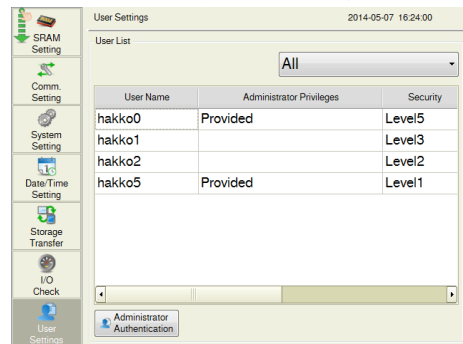 User Settings 2014-05-07 16:24:00
User List
All
User Name Administrator Privileges Security
hakko0 Provided Level5
hakko1 Level3
hakko2 Level2
hakko5 Provided Level1
Administrator
Authentication
SRAM
Setting
Comm.
Setting
System
Setting
Date/Time
Setting
Storage
Transfer
I/O
Check
User
Settings